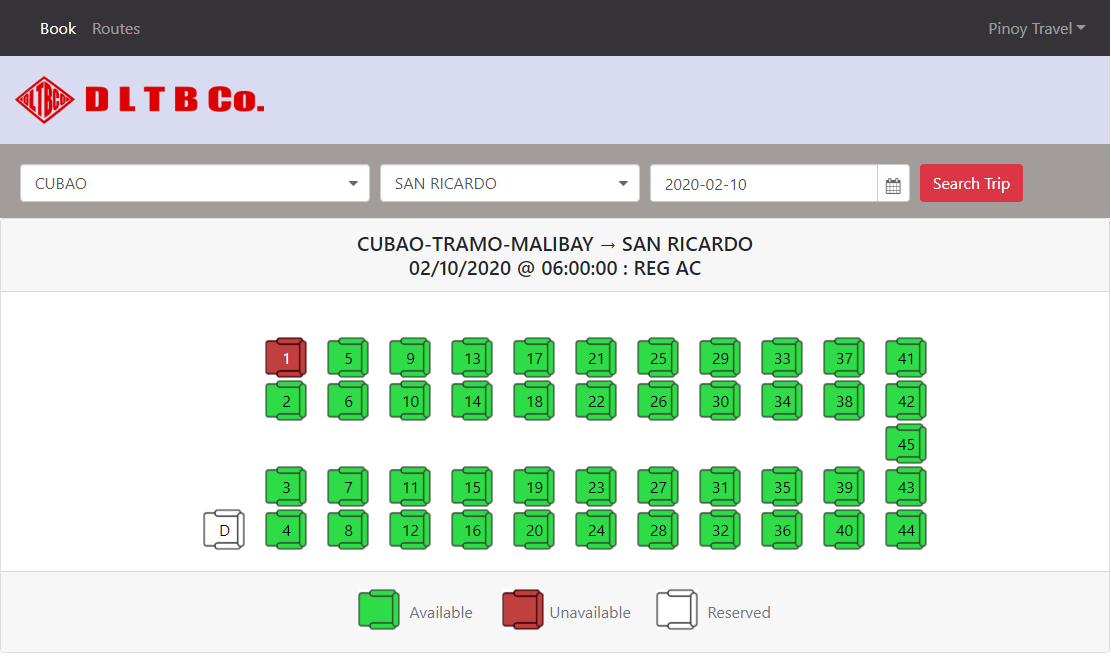 Book Routes Pinoy Travel
LTBCo D L T B Co.
CUBAO SAN RICARDO 2020-02-10 Search Trip
CUBAO-TRAMO-MALIBAY → SAN RICARDO
02/10/2020 @ 06:00:00 : REG AC
1 5 9 13 17 21 25 29 33 37 41
2 6 10 14 18 22 26 30 34 38 42
45
3 7 11 15 19 23 27 31 35 39 43
D 4 8 12 16 20 24 28 32 36 40 44
Available Unavailable Reserved